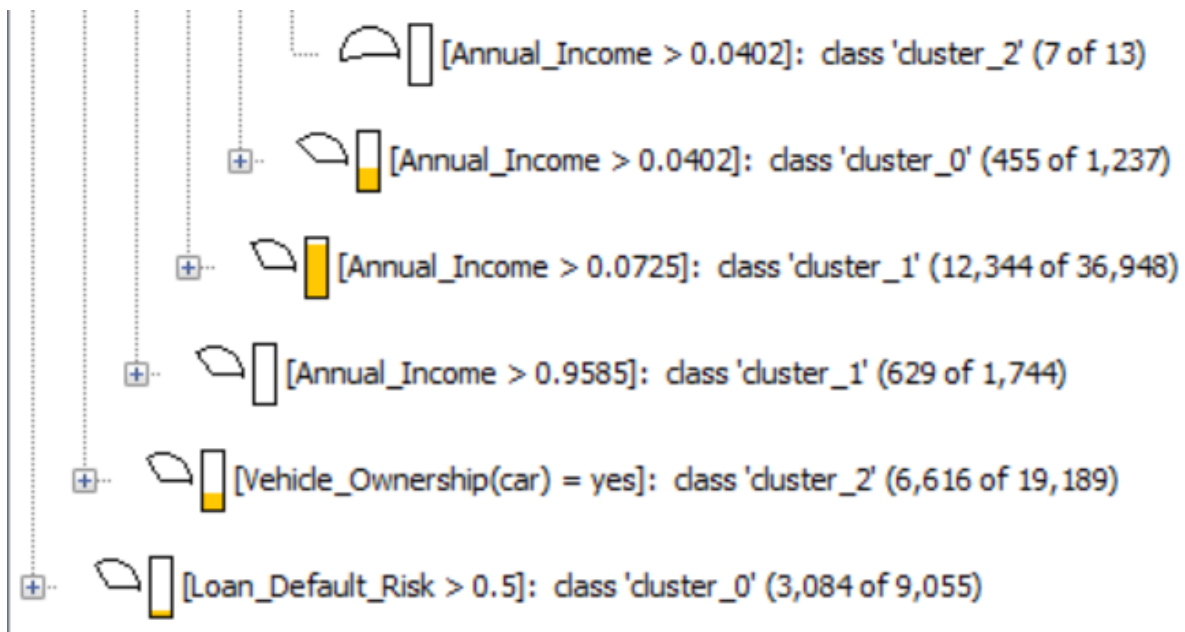 [Annual_Income > 0.0402]: class 'cluster_2' (7 of 13)
[Annual_Income > 0.0402]: class 'cluster_0' (455 of 1,237)
[Annual_Income > 0.0725]: class 'cluster_1' (12,344 of 36,948)
[Annual_Income > 0.9585]: class 'cluster_1' (629 of 1,744)
[Vehicle_Ownership(car) = yes]: class 'cluster_2' (6,616 of 19,189)
[Loan_Default_Risk > 0.5]: class 'cluster_0' (3,084 of 9,055)